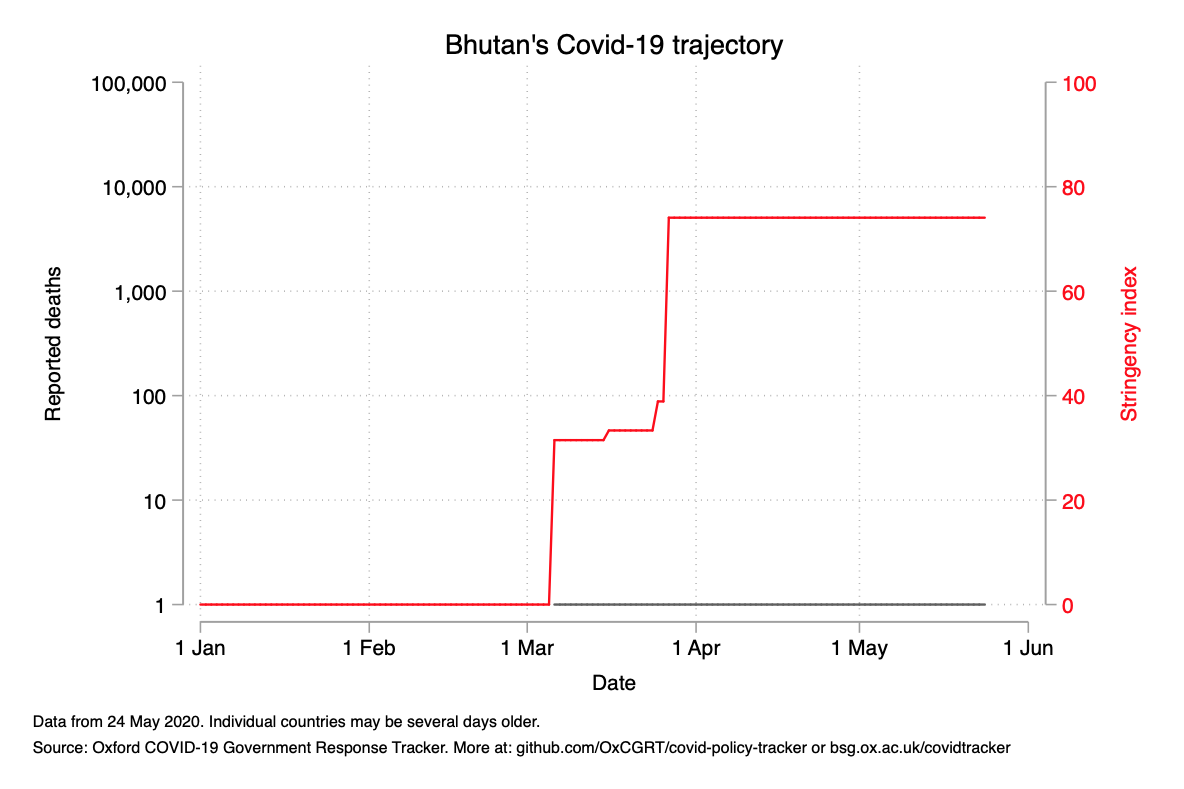 Bhutan's Covid-19 trajectory
100,000
10,000
1,000
100
10
1
Reported deaths
100
80
60
40
20
0
Stringency index
1 Jan 1 Feb 1 Mar 1 Apr 1 May 1 Jun
Date
Data from 24 May 2020. Individual countries may be several days older.
Source: Oxford COVID-19 Government Response Tracker. More at: github.com/OxCGRT/covid-policy-tracker or bsg.ox.ac.uk/covidtracker